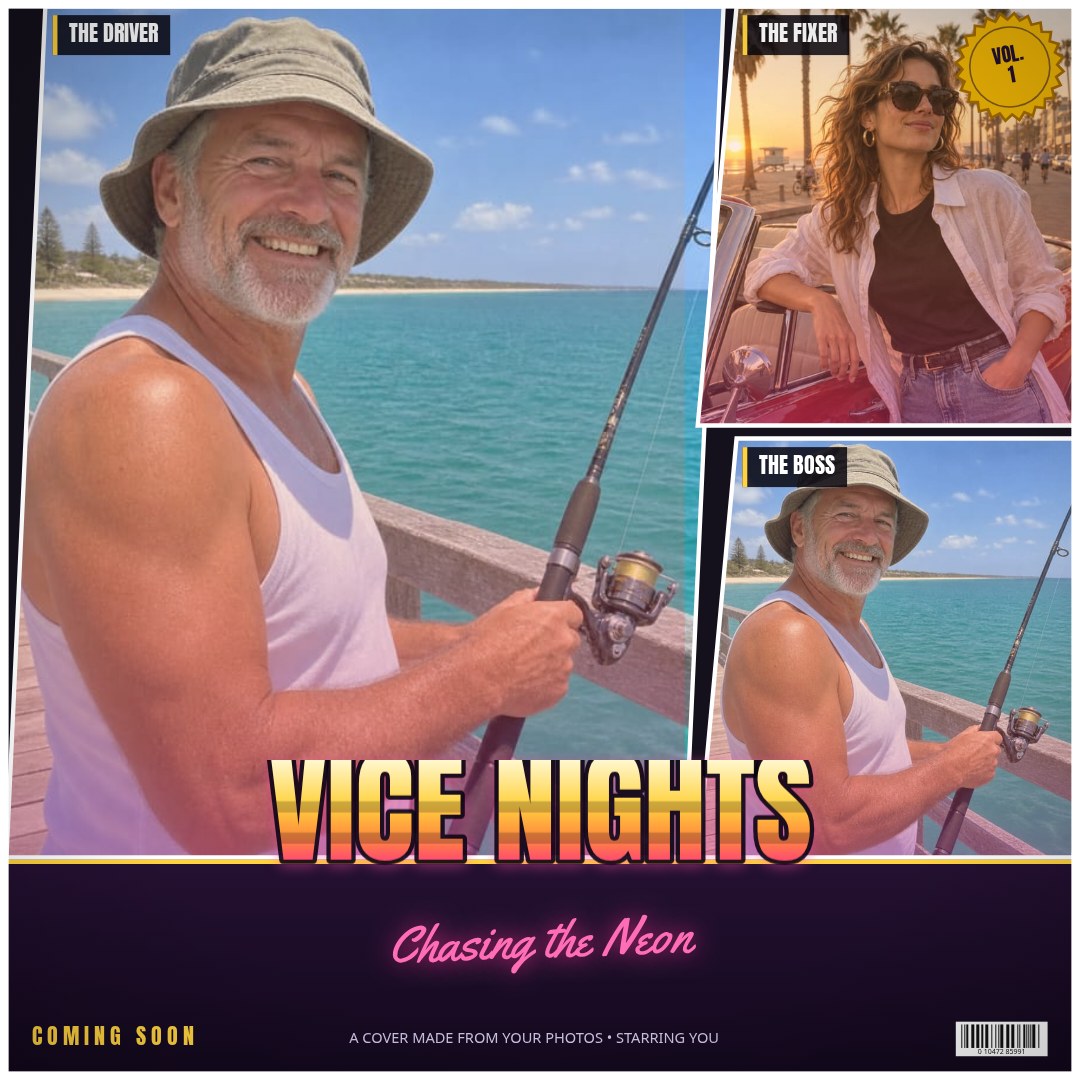 THE DRIVER
THE FIXER
VOL.
1
THE BOSS
VICE NIGHTS
Chasing the Neon
COMING SOON
A COVER MADE FROM YOUR PHOTOS • STARRING YOU
0 10472 85991